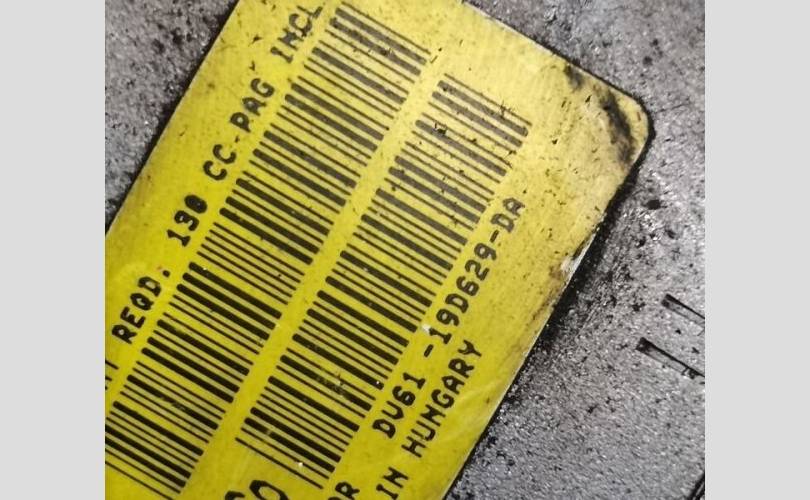 REQD. 190 CC PAG INCL
DV61 -19D629-DA
IN HUNGARY